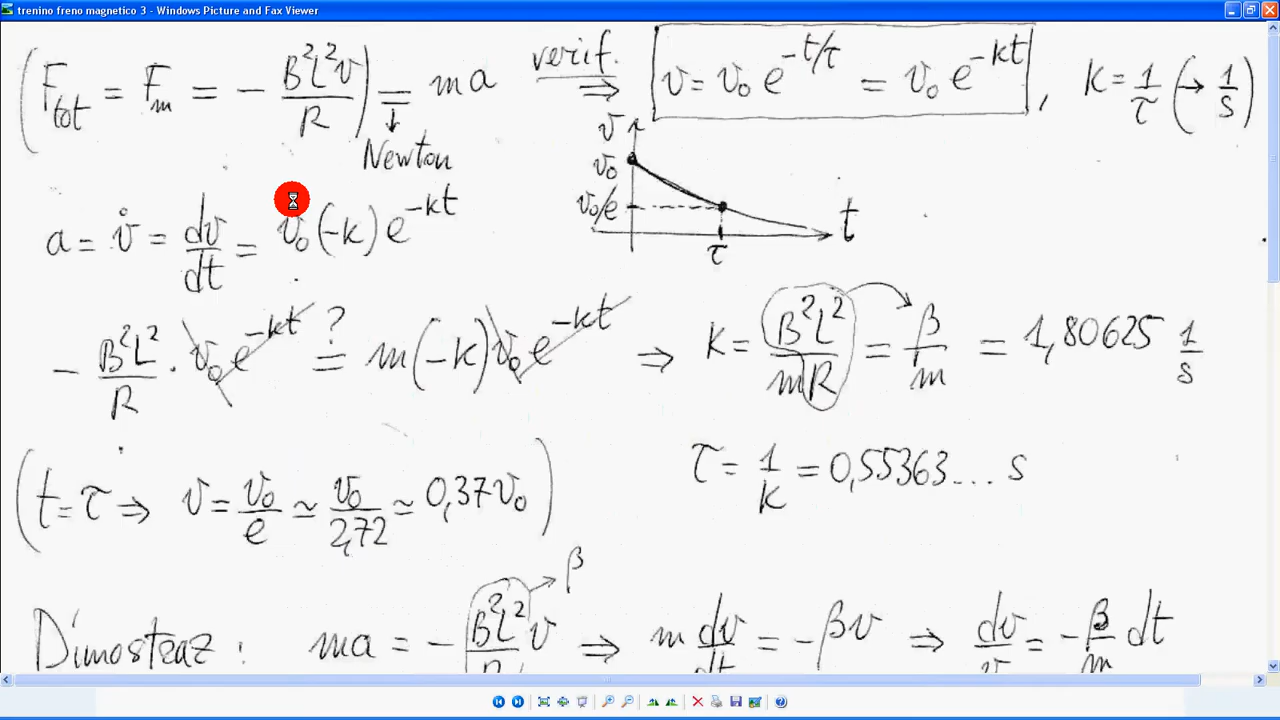 trenino freno magnetico 3 - Windows Picture and Fax Viewer
(F_tot = F_m = - B²L²v/R) = ma verif. ⇒ v = v₀ e^(-t/τ) = v₀ e^(-kt) , k = 1/τ (→ 1/s)
↓
Newton
v
v₀
v₀/e
t
τ
a = v̇ = dv/dt = v₀(-k) e^(-kt)
- B²L²/R · v₀ e^(-kt) =? m(-k) v₀ e^(-kt) ⇒ k = B²L²/mR = β/m = 1,80625 1/s
τ = 1/k = 0,55363... s
(t = τ ⇒ v = v₀/e ≃ v₀/2,72 ≃ 0,37 v₀)
β
Dimostraz : ma = - B²L²/R v ⇒ m dv/dt = - βv ⇒ dv/v = - β/m dt